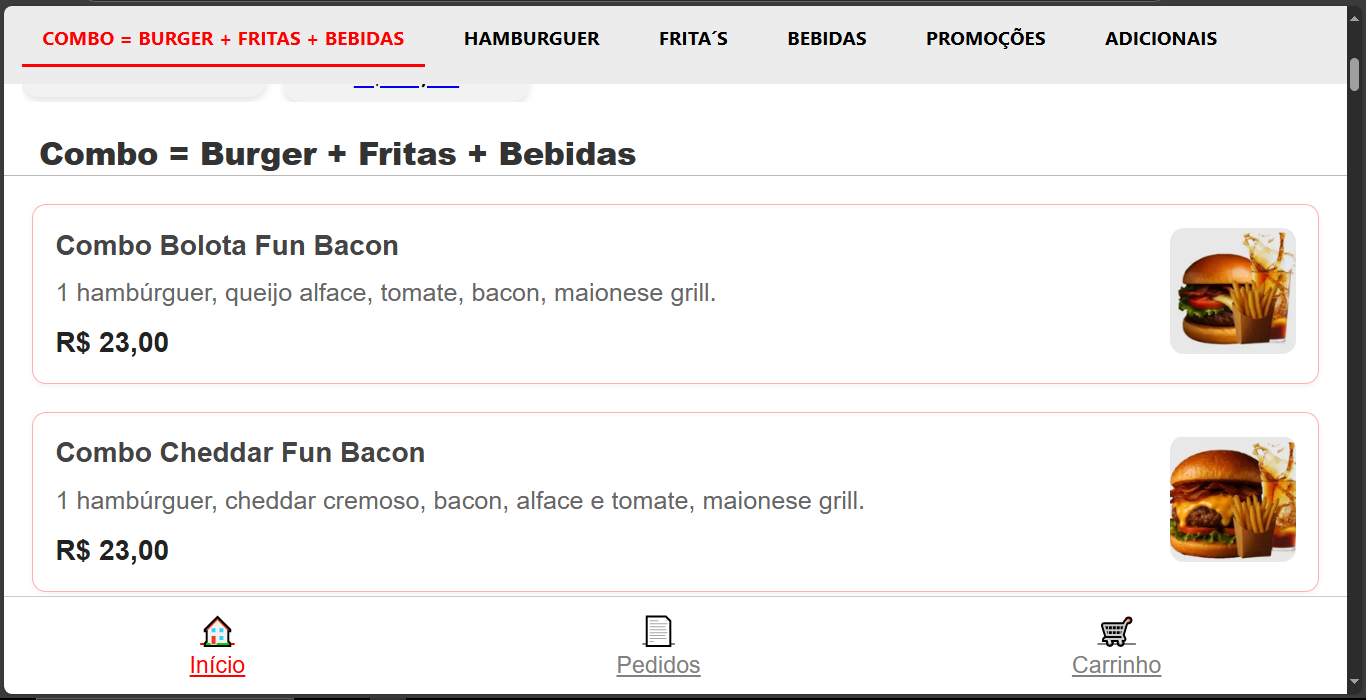 COMBO = BURGER + FRITAS + BEBIDAS HAMBURGUER FRITA´S BEBIDAS PROMOÇÕES ADICIONAIS
Combo = Burger + Fritas + Bebidas
Combo Bolota Fun Bacon
1 hambúrguer, queijo alface, tomate, bacon, maionese grill.
R$ 23,00
Combo Cheddar Fun Bacon
1 hambúrguer, cheddar cremoso, bacon, alface e tomate, maionese grill.
R$ 23,00
Início Pedidos Carrinho